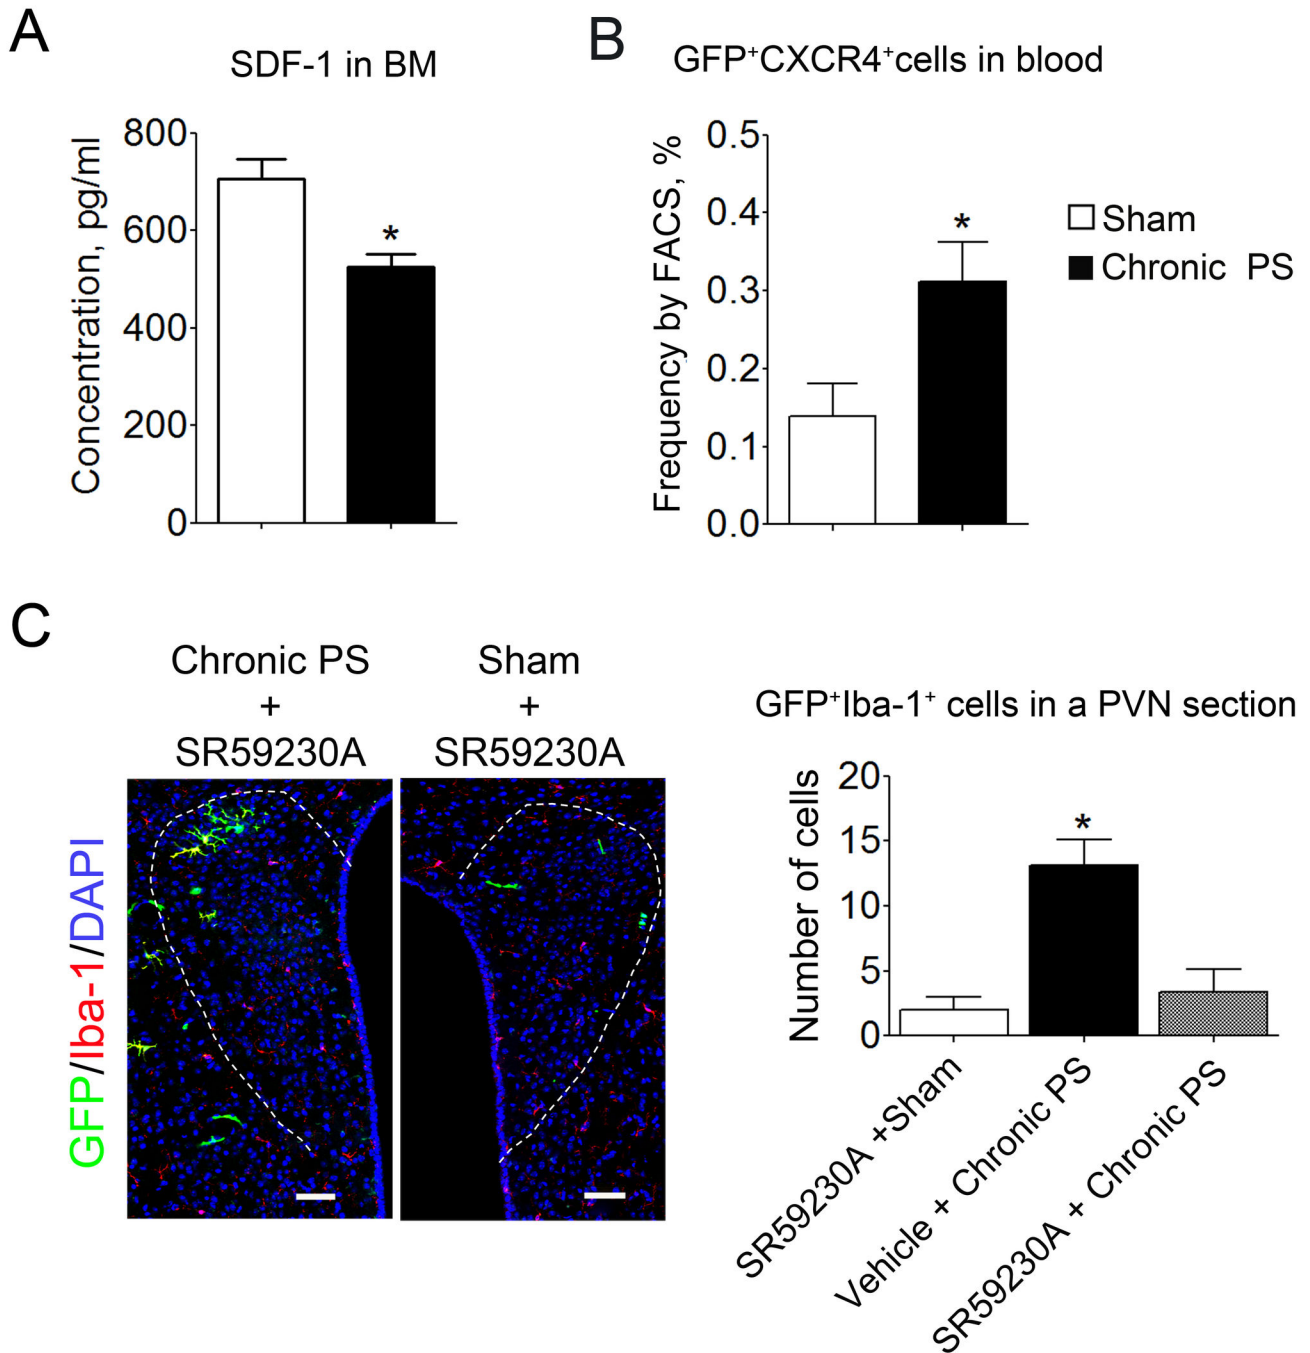 A
SDF-1 in BM
Concentration, pg/ml
800
600
400
200
0
*
B
GFP⁺CXCR4⁺cells in blood
Frequency by FACS, %
0.5
0.4
0.3
0.2
0.1
0.0
*
Sham
Chronic PS
C
Chronic PS
+
SR59230A
Sham
+
SR59230A
GFP/Iba-1/DAPI
GFP⁺Iba-1⁺ cells in a PVN section
Number of cells
20
15
10
5
0
*
SR59230A +Sham
Vehicle + Chronic PS
SR59230A + Chronic PS